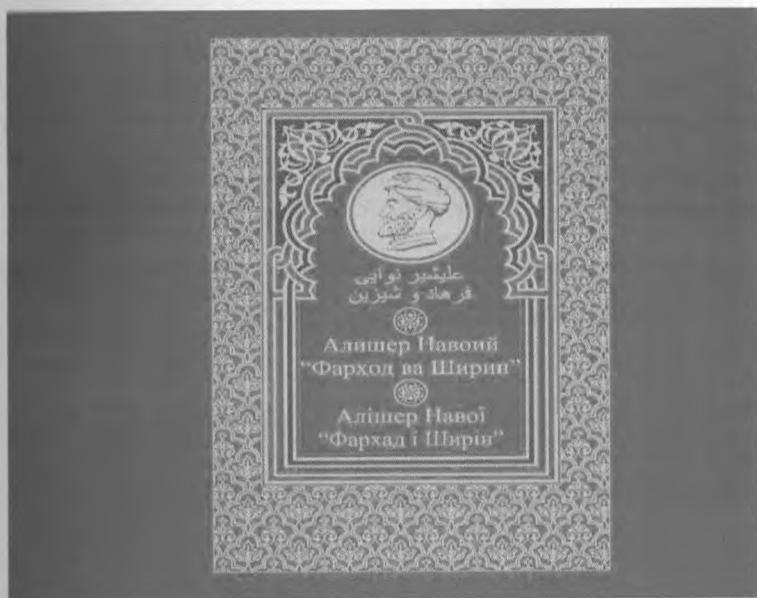 علیشیر نوایی
فرهاد و شیرین
Алишер Навоий
“Фарход ва Ширин”
Алішер Навої
“Фархад і Ширін”